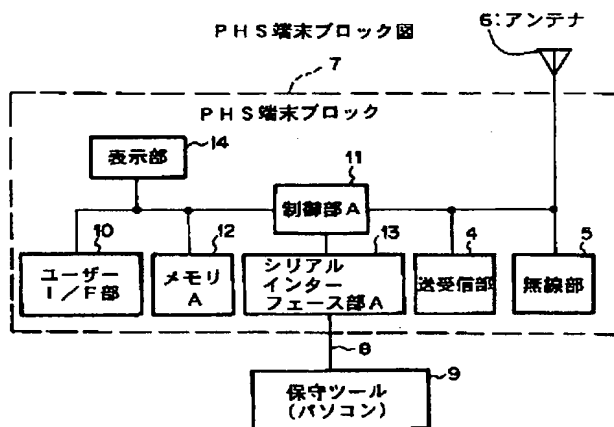 PHS端末ブロック図
6:アンテナ
7
PHS端末ブロック
表示部
14
11
制御部A
10
ユーザー
I/F部
12
メモリ
A
13
シリアル
インター
フェース部A
4
送受信部
5
無線部
8
9
保守ツール
(パソコン)